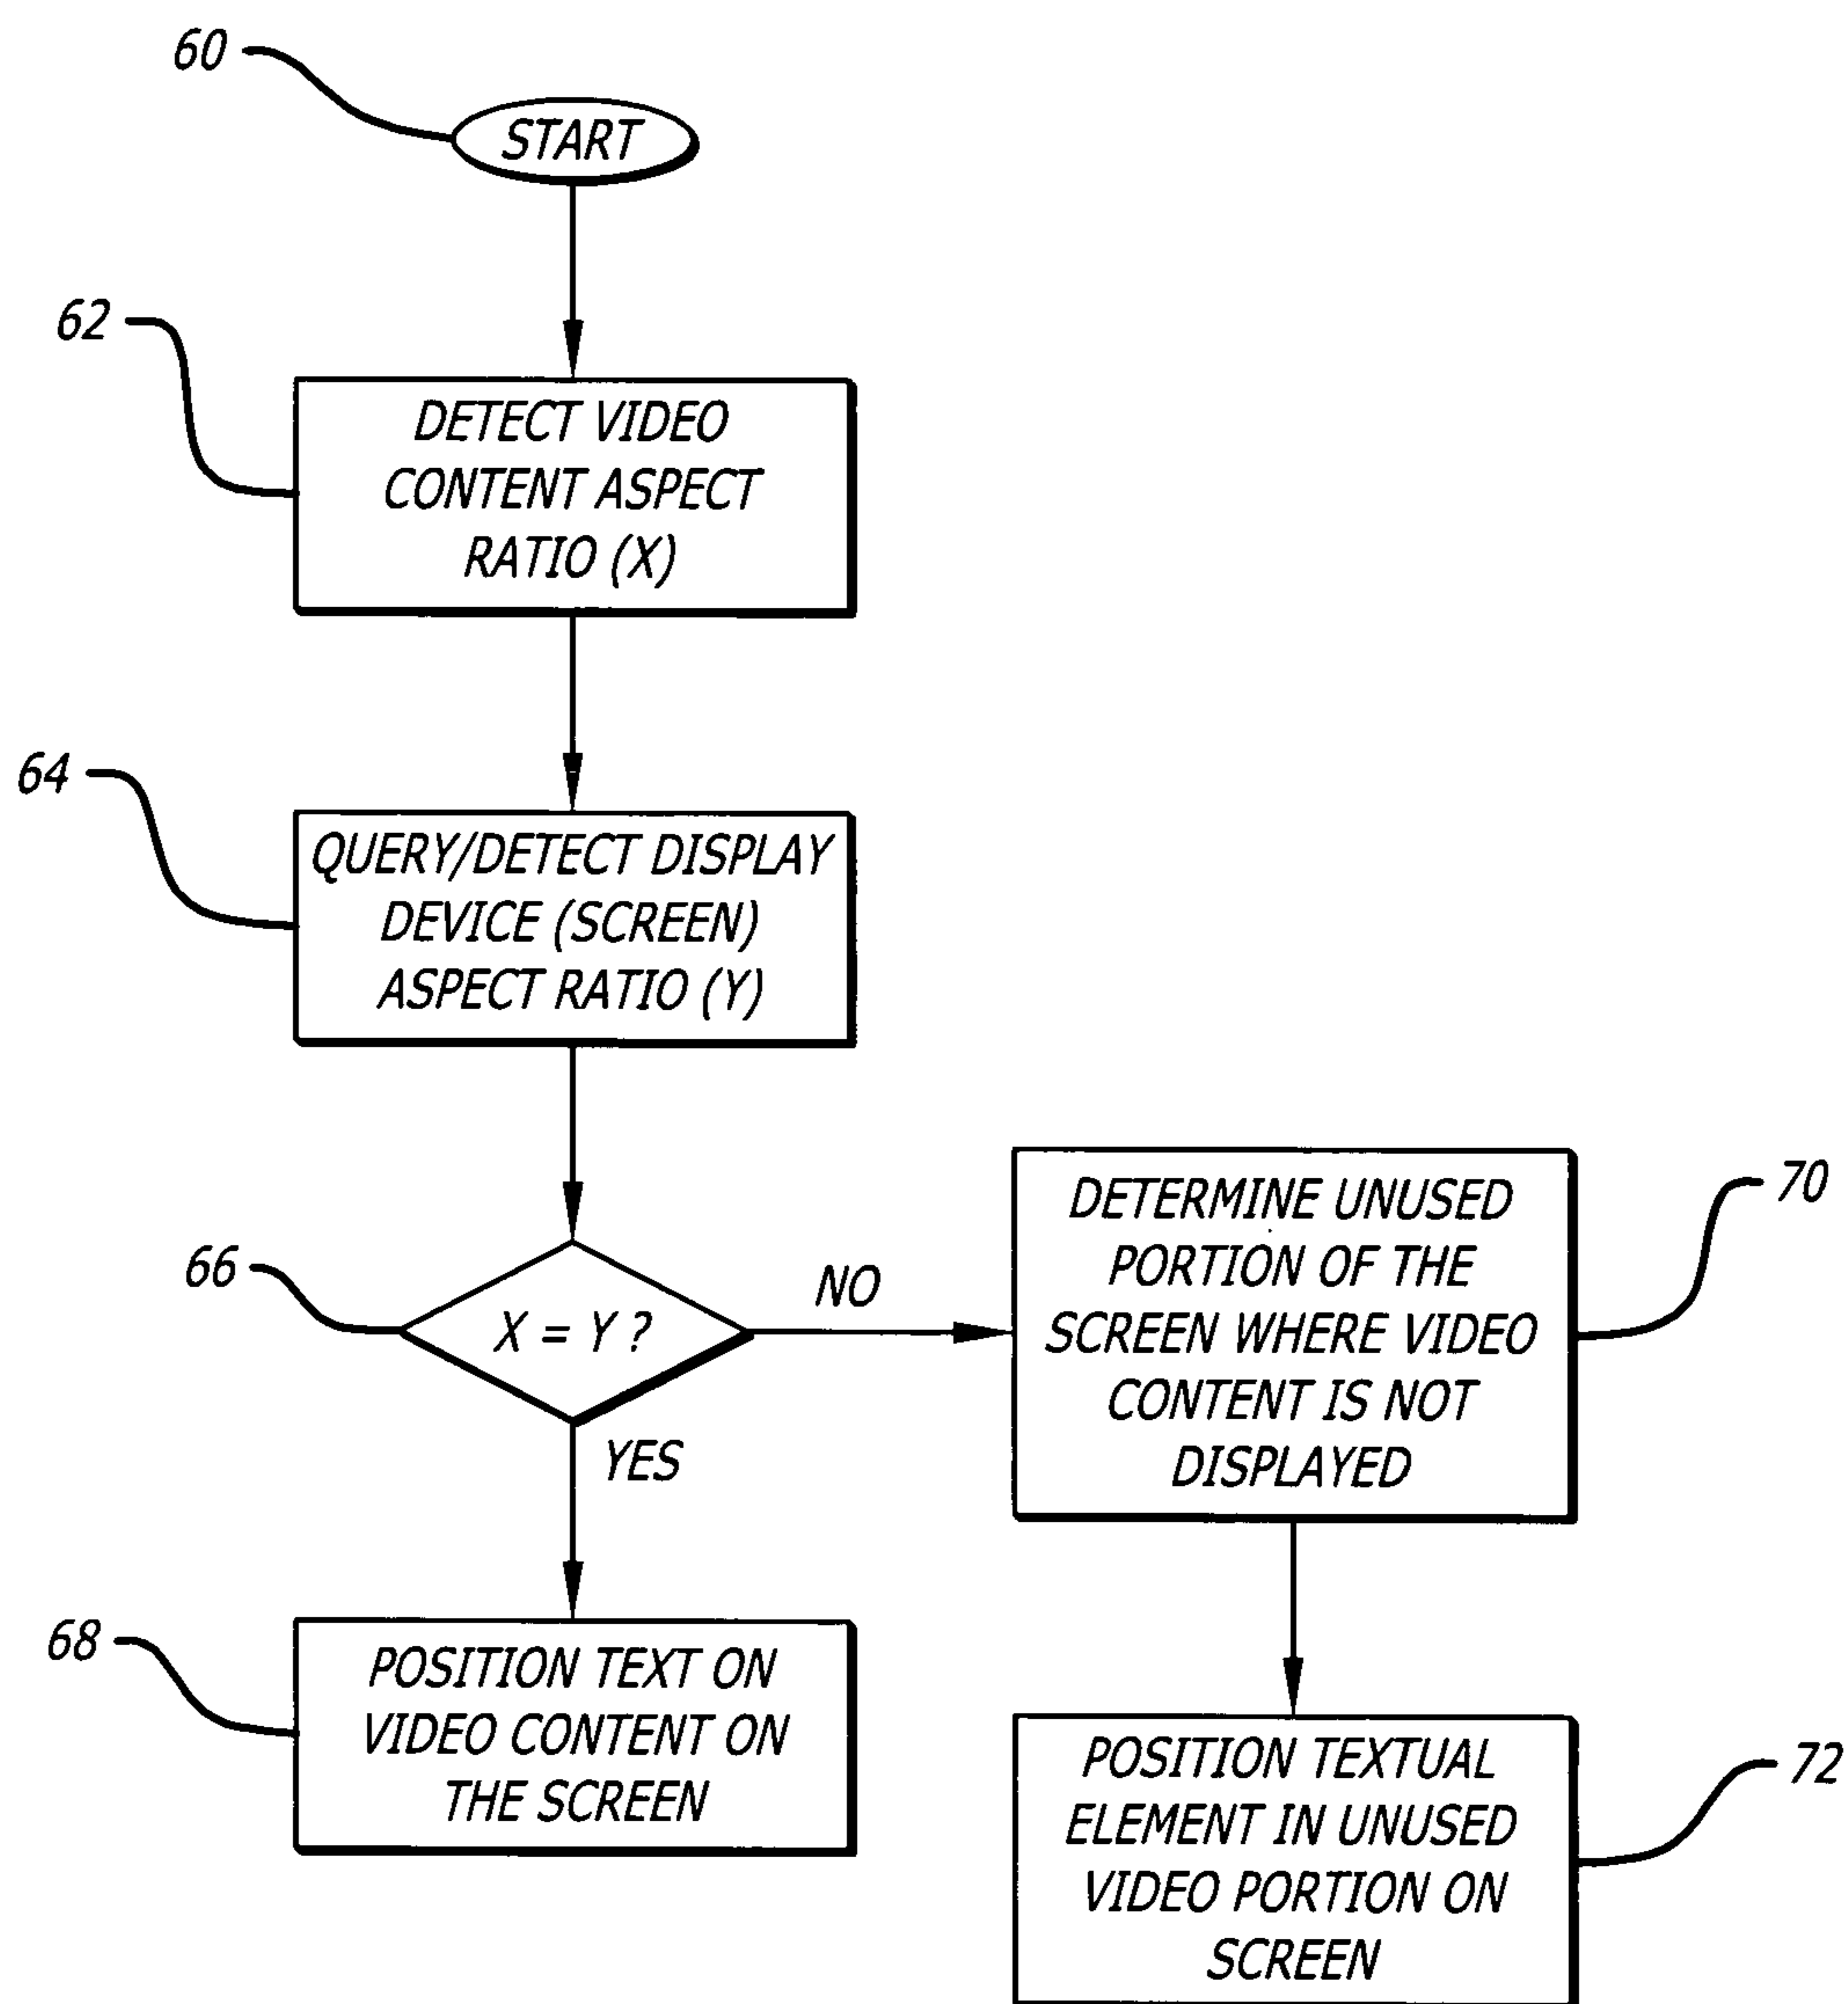 60
START
62
DETECT VIDEO
CONTENT ASPECT
RATIO (X)
64
QUERY/DETECT DISPLAY
DEVICE (SCREEN)
ASPECT RATIO (Y)
66
X = Y ?
NO
YES
DETERMINE UNUSED
PORTION OF THE
SCREEN WHERE VIDEO
CONTENT IS NOT
DISPLAYED
70
68
POSITION TEXT ON
VIDEO CONTENT ON
THE SCREEN
POSITION TEXTUAL
ELEMENT IN UNUSED
VIDEO PORTION ON
SCREEN
72